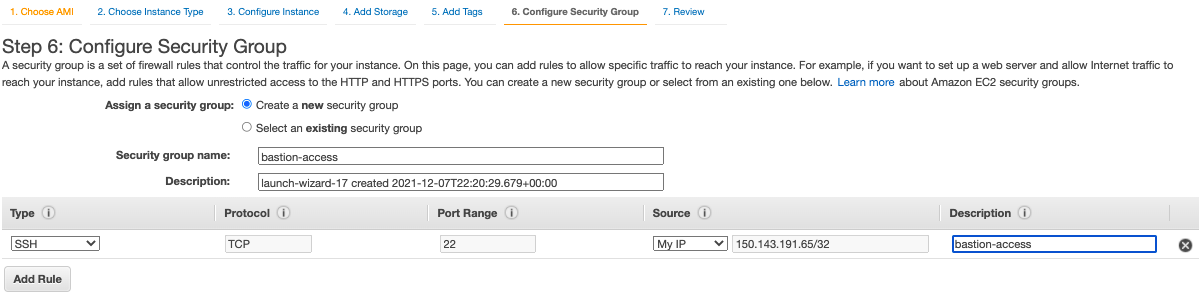 1. Choose AMI 2. Choose Instance Type 3. Configure Instance 4. Add Storage 5. Add Tags 6. Configure Security Group 7. Review
Step 6: Configure Security Group
A security group is a set of firewall rules that control the traffic for your instance. On this page, you can add rules to allow specific traffic to reach your instance. For example, if you want to set up a web server and allow Internet traffic to
reach your instance, add rules that allow unrestricted access to the HTTP and HTTPS ports. You can create a new security group or select from an existing one below. Learn more about Amazon EC2 security groups.
Assign a security group: Create a new security group
Select an existing security group
Security group name: bastion-access
Description: launch-wizard-17 created 2021-12-07T22:20:29.679+00:00
Type i Protocol i Port Range i Source i Description i
SSH TCP 22 My IP 150.143.191.65/32 bastion-access
Add Rule